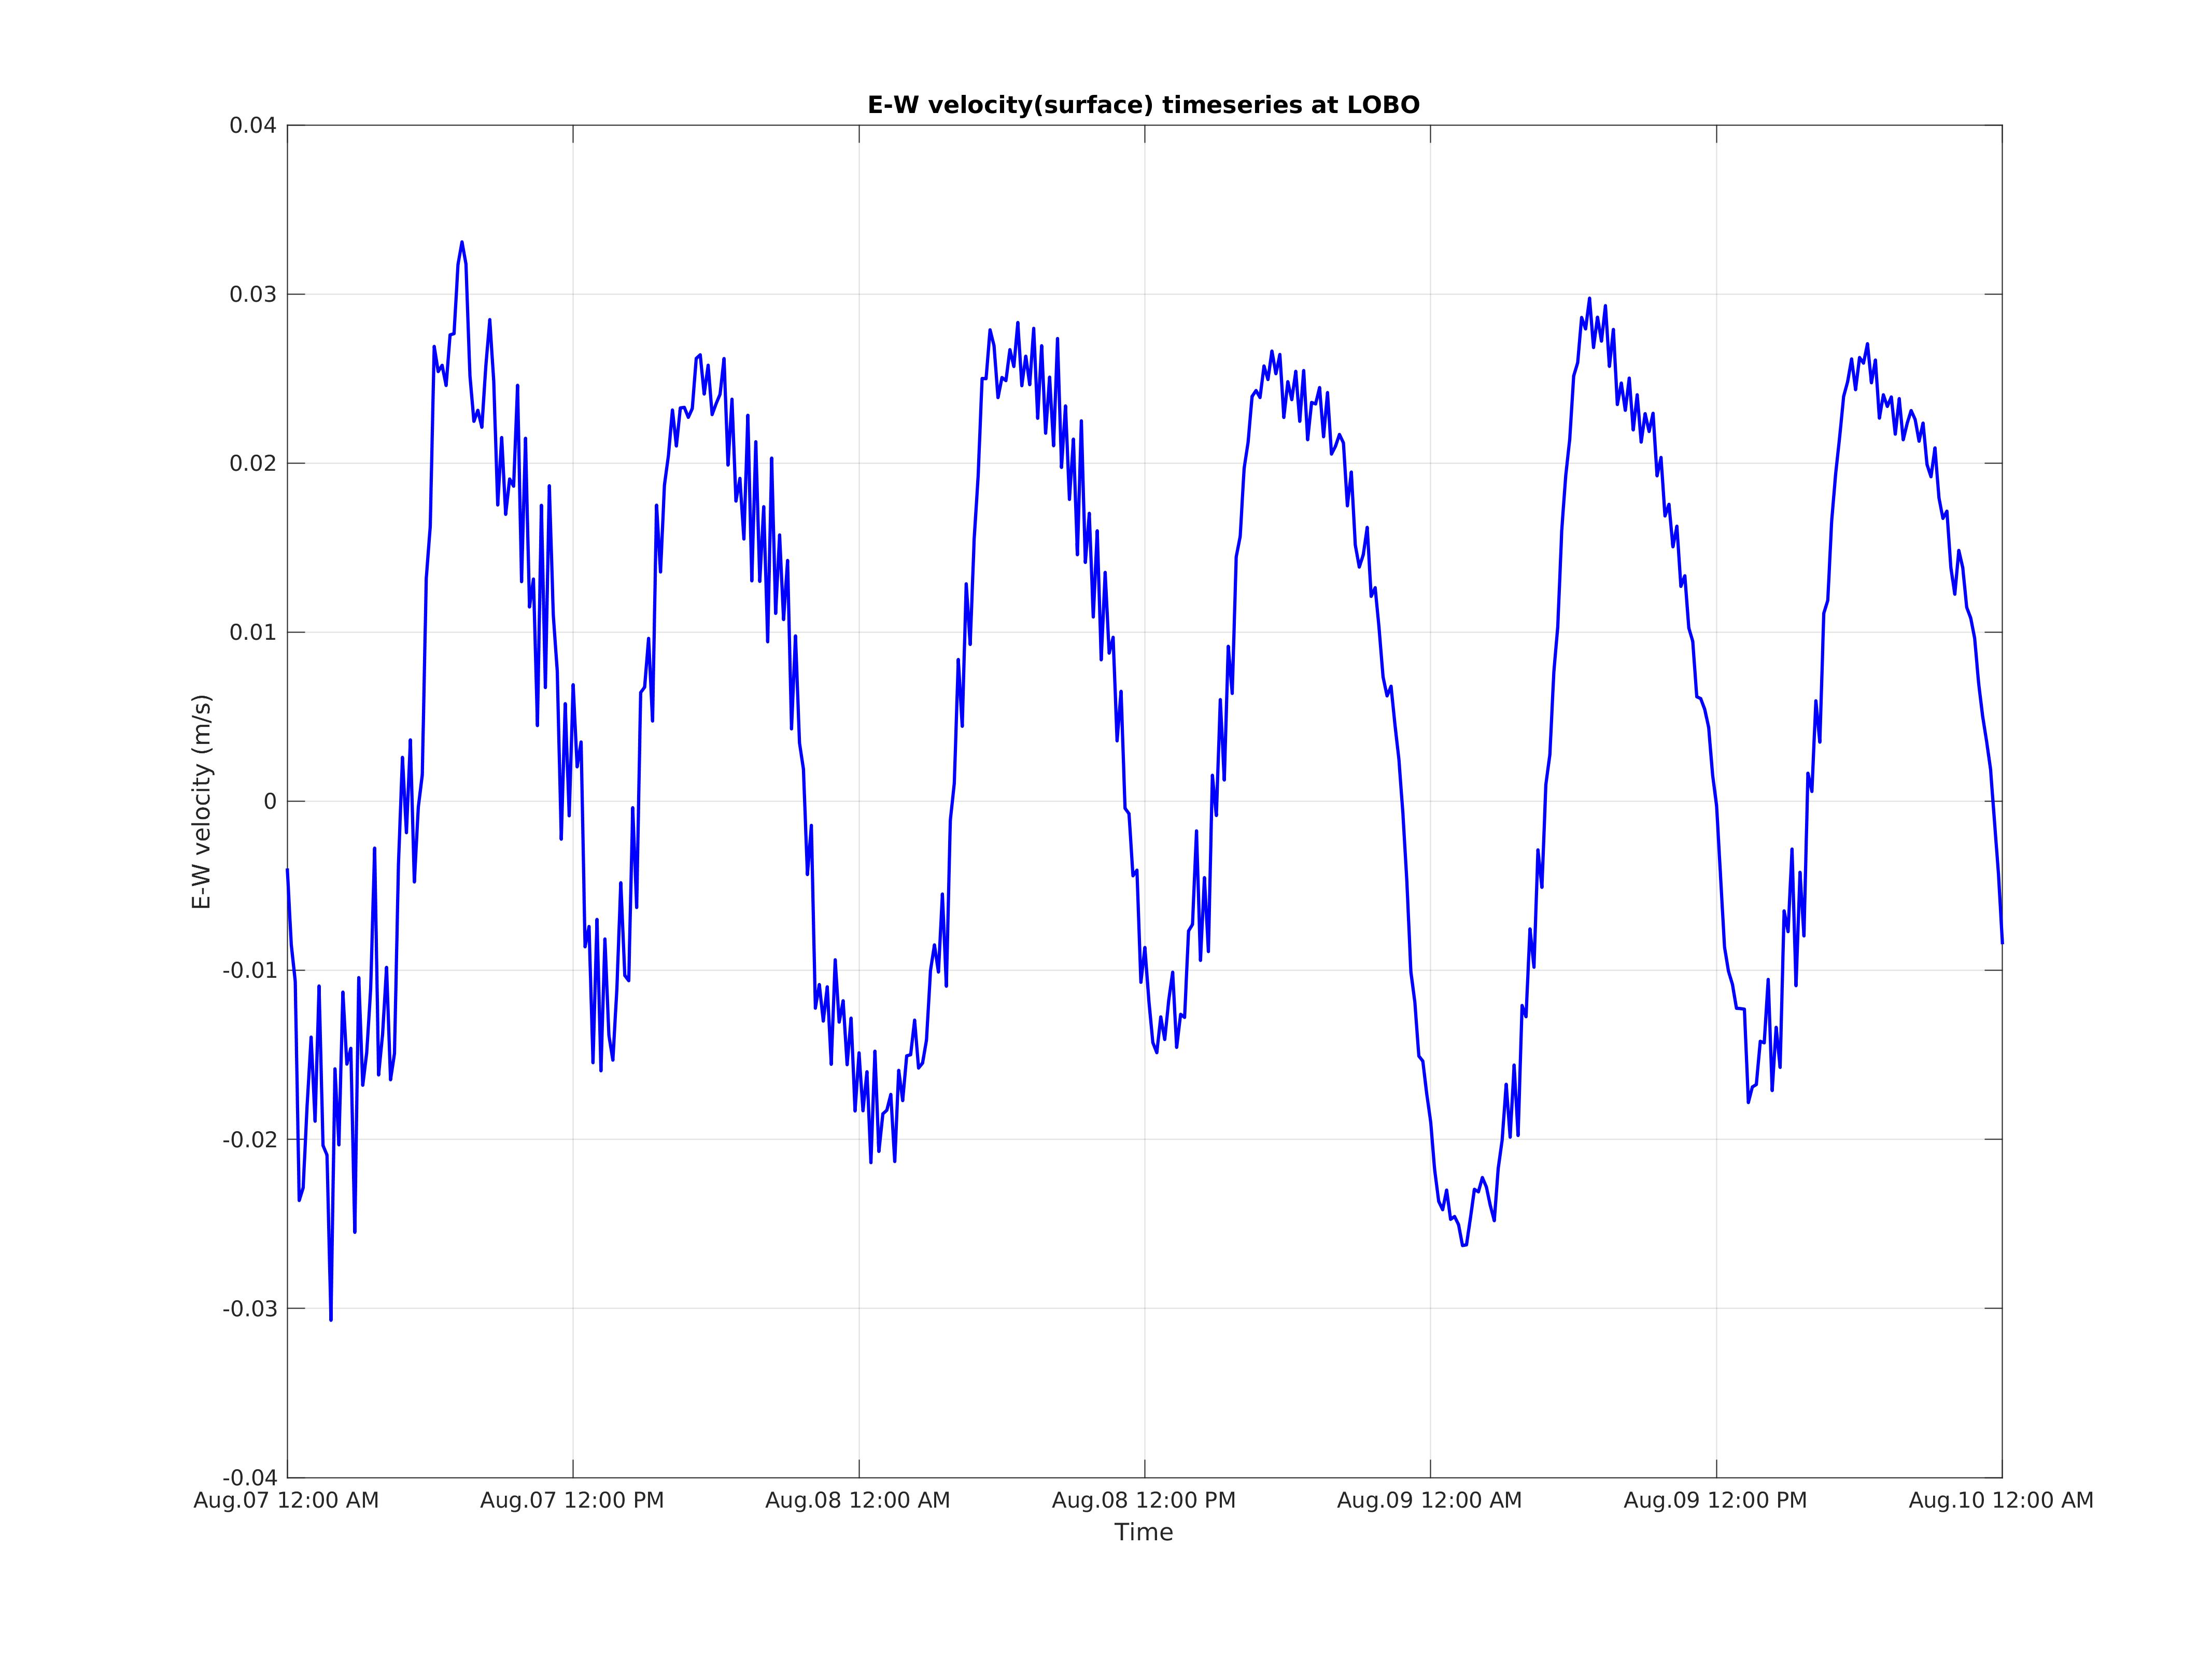 E-W velocity(surface) timeseries at LOBO
0.04
0.03
0.02
0.01
0
-0.01
-0.02
-0.03
-0.04
E-W velocity (m/s)
Aug.07 12:00 AM
Aug.07 12:00 PM
Aug.08 12:00 AM
Aug.08 12:00 PM
Aug.09 12:00 AM
Aug.09 12:00 PM
Aug.10 12:00 AM
Time